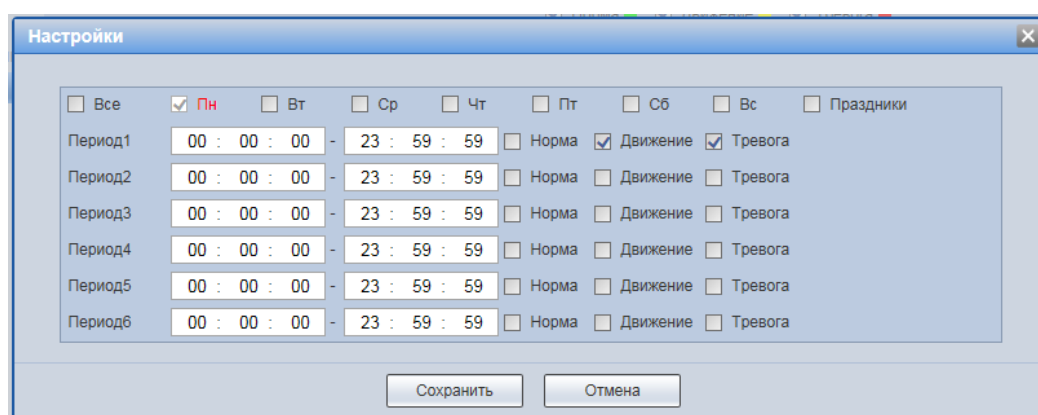 Настройки
Все Пн Вт Ср Чт Пт Сб Вс Праздники
Период1 00 : 00 : 00 - 23 : 59 : 59 Норма Движение Тревога
Период2 00 : 00 : 00 - 23 : 59 : 59 Норма Движение Тревога
Период3 00 : 00 : 00 - 23 : 59 : 59 Норма Движение Тревога
Период4 00 : 00 : 00 - 23 : 59 : 59 Норма Движение Тревога
Период5 00 : 00 : 00 - 23 : 59 : 59 Норма Движение Тревога
Период6 00 : 00 : 00 - 23 : 59 : 59 Норма Движение Тревога
Сохранить Отмена